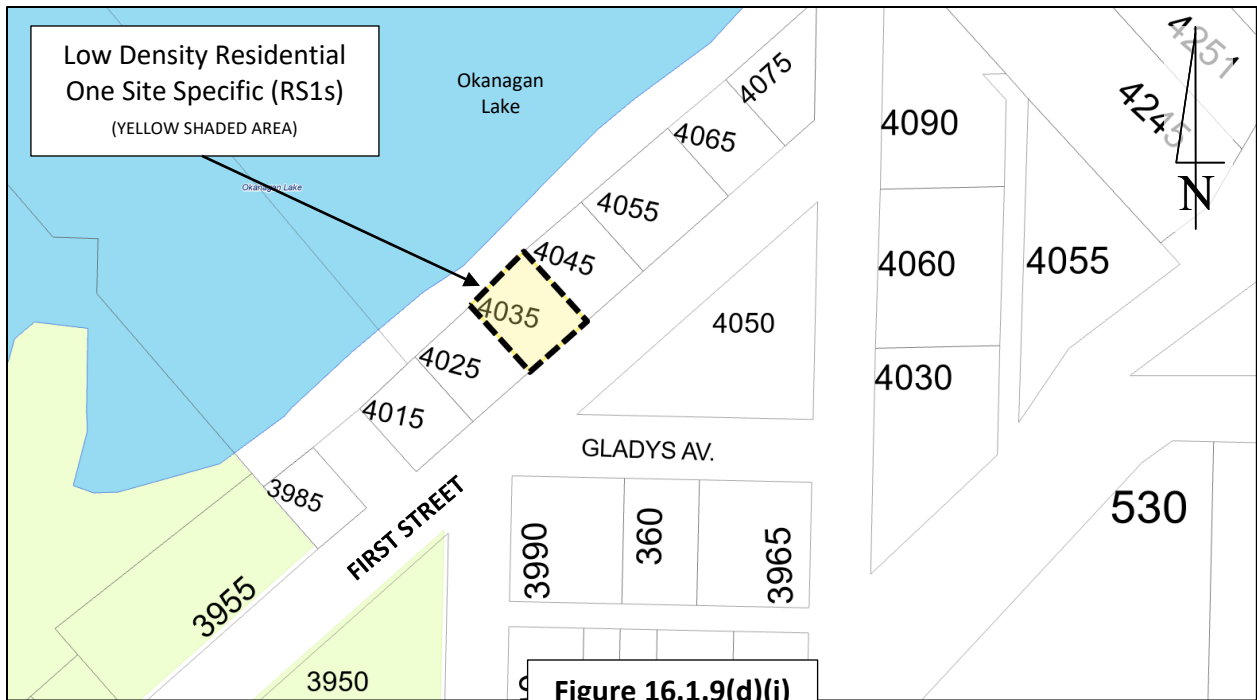 Low Density Residential
One Site Specific (RS1s)
(YELLOW SHADED AREA)
Okanagan
Lake
Okanagan Lake
4075
4065
4055
4045
4035
4025
4015
3985
3955
3950
FIRST STREET
GLADYS AV.
4050
3990
360
3965
4090
4060
4030
4055
4251
4245
N
530
Figure 16.1.9(d)(i)